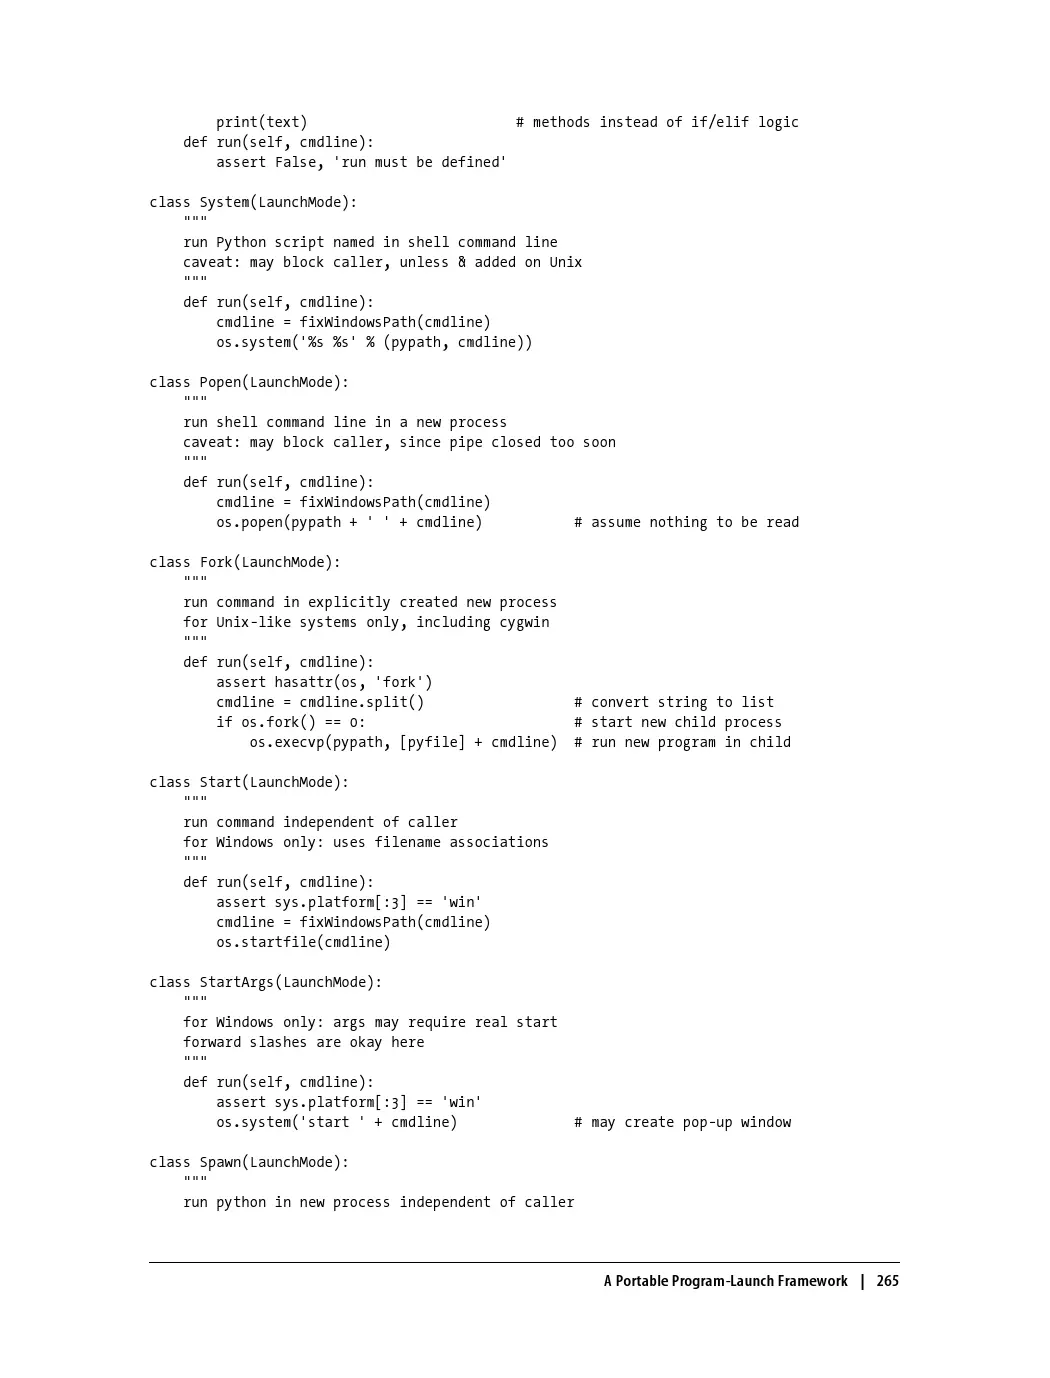 print(text)                         # methods instead of if/elif logic
    def run(self, cmdline):
        assert False, 'run must be defined'

class System(LaunchMode):
    """
    run Python script named in shell command line
    caveat: may block caller, unless & added on Unix
    """
    def run(self, cmdline):
        cmdline = fixWindowsPath(cmdline)
        os.system('%s %s' % (pypath, cmdline))

class Popen(LaunchMode):
    """
    run shell command line in a new process
    caveat: may block caller, since pipe closed too soon
    """
    def run(self, cmdline):
        cmdline = fixWindowsPath(cmdline)
        os.popen(pypath + ' ' + cmdline)           # assume nothing to be read

class Fork(LaunchMode):
    """
    run command in explicitly created new process
    for Unix-like systems only, including cygwin
    """
    def run(self, cmdline):
        assert hasattr(os, 'fork')
        cmdline = cmdline.split()                  # convert string to list
        if os.fork() == 0:                         # start new child process
            os.execvp(pypath, [pyfile] + cmdline)  # run new program in child

class Start(LaunchMode):
    """
    run command independent of caller
    for Windows only: uses filename associations
    """
    def run(self, cmdline):
        assert sys.platform[:3] == 'win'
        cmdline = fixWindowsPath(cmdline)
        os.startfile(cmdline)

class StartArgs(LaunchMode):
    """
    for Windows only: args may require real start
    forward slashes are okay here
    """
    def run(self, cmdline):
        assert sys.platform[:3] == 'win'
        os.system('start ' + cmdline)              # may create pop-up window

class Spawn(LaunchMode):
    """
    run python in new process independent of caller

A Portable Program-Launch Framework | 265